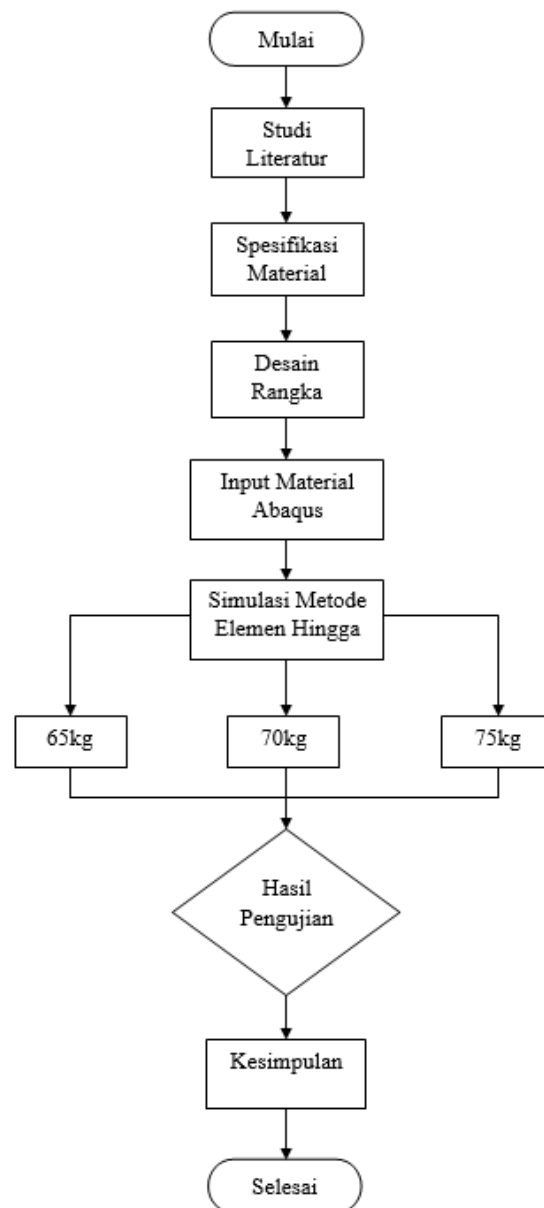 Mulai
Studi
Literatur
Spesifikasi
Material
Desain
Rangka
Input Material
Abaqus
Simulasi Metode
Elemen Hingga
65kg
70kg
75kg
Hasil
Pengujian
Kesimpulan
Selesai